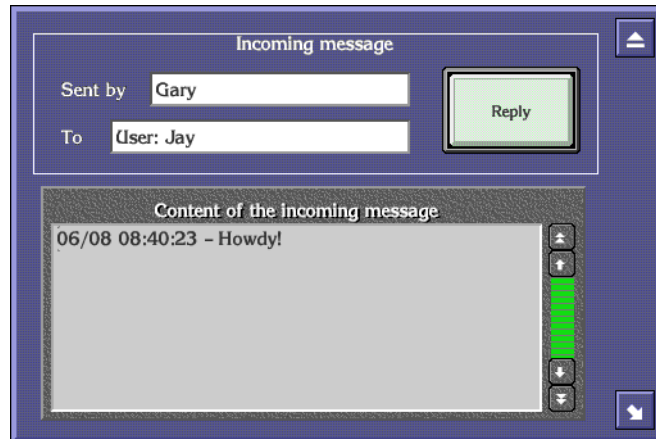 Incoming message
Sent by Gary
Reply
To User: Jay
Content of the incoming message
06/08 08:40:23 – Howdy!